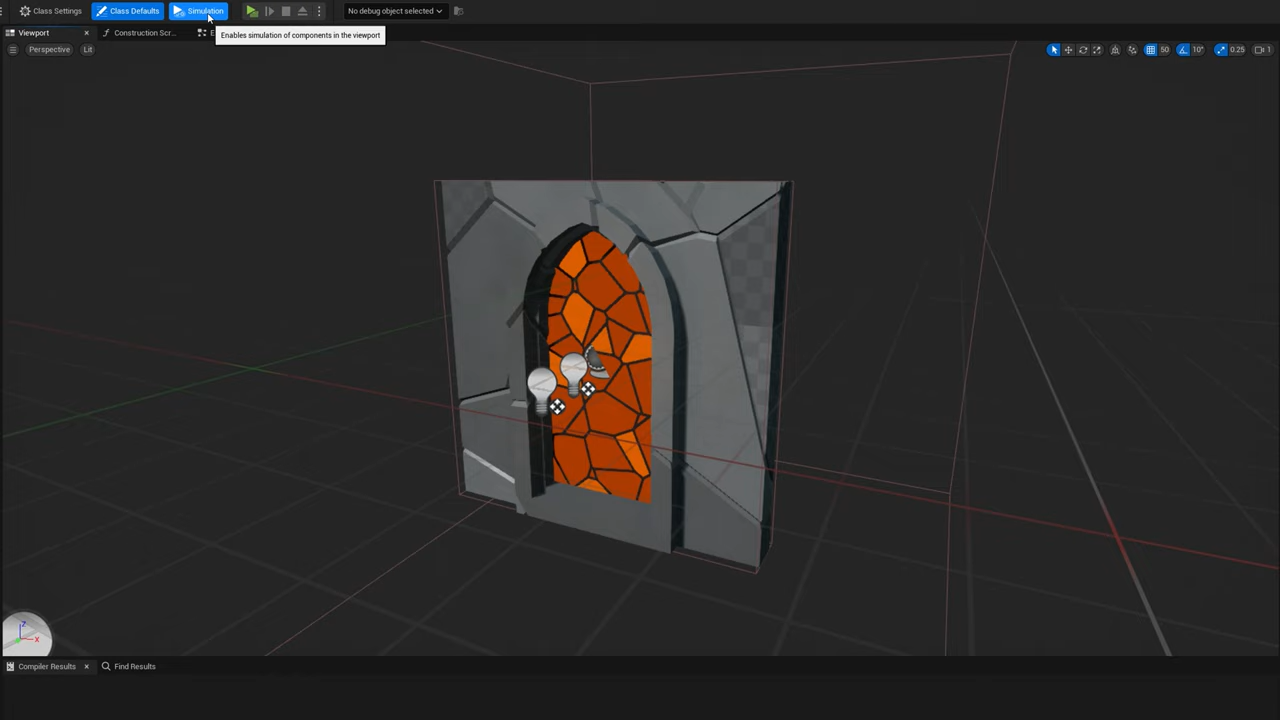 Class Settings
Class Defaults
Simulation
No debug object selected
Viewport
Construction Scr...
E
Enables simulation of components in the viewport
Perspective
Lit
50
10°
0.25
1
Z
X
Compiler Results
Find Results